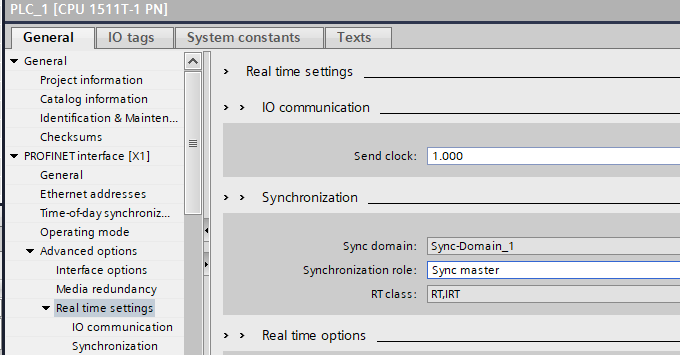 PLC_1 [CPU 1511T-1 PN]
General IO tags System constants Texts
General
Project information
Catalog information
Identification & Mainten...
Checksums
PROFINET interface [X1]
General
Ethernet addresses
Time-of-day synchroniz...
Operating mode
Advanced options
Interface options
Media redundancy
Real time settings
IO communication
Synchronization
Real time settings
IO communication
Send clock: 1.000
Synchronization
Sync domain: Sync-Domain_1
Synchronization role: Sync master
RT class: RT,IRT
Real time options